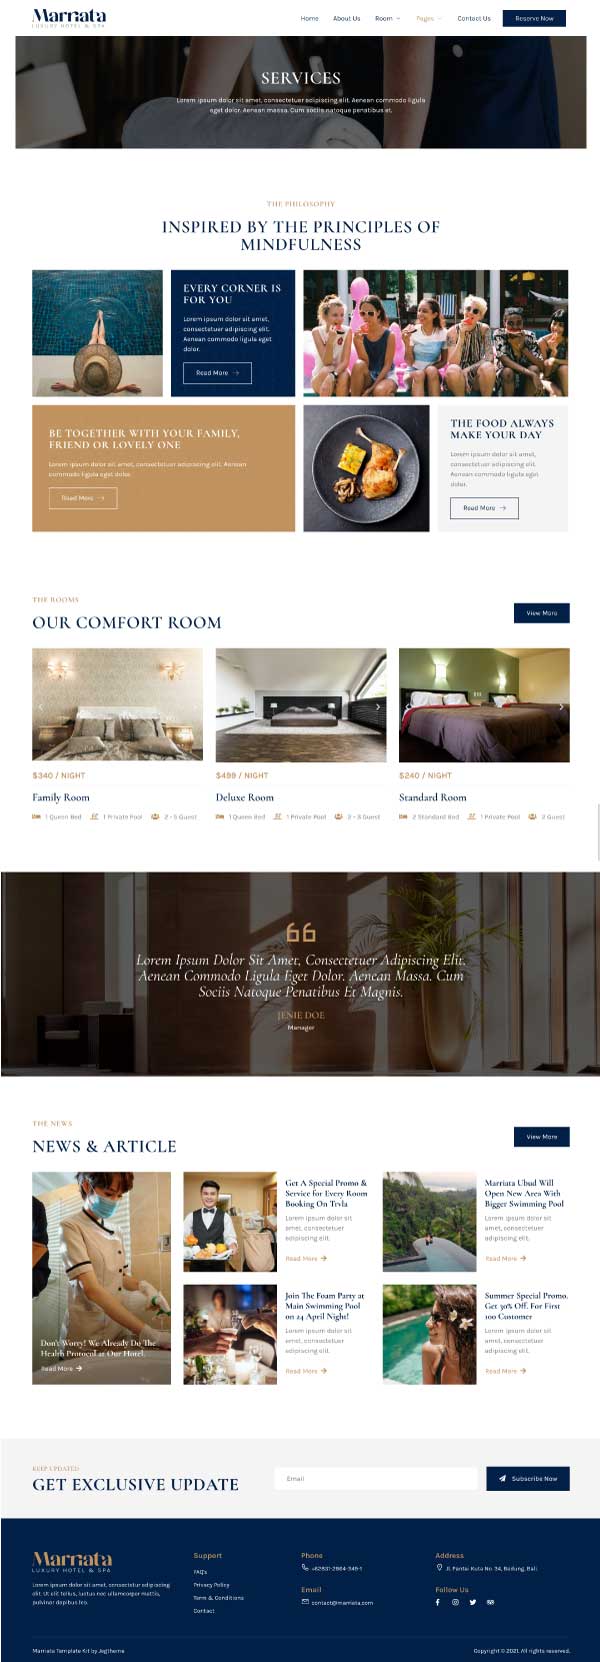 Marriata
LUXURY HOTEL & SPA
Home About Us Room Pages Contact Us Reserve Now
SERVICES
Lorem ipsum dolor sit amet, consectetuer adipiscing elit. Aenean commodo ligula
eget dolor. Aenean massa. Cum sociis natoque penatibus et.
THE PHILOSOPHY
INSPIRED BY THE PRINCIPLES OF
MINDFULNESS
EVERY CORNER IS
FOR YOU
Lorem ipsum dolor sit amet,
consectetuer adipiscing elit.
Aenean commodo ligula eget
dolor.
Read More
BE TOGETHER WITH YOUR FAMILY,
FRIEND OR LOVELY ONE
Lorem ipsum dolor sit amet, consectetuer adipiscing elit. Aenean
commodo ligula eget dolor.
Read More
THE FOOD ALWAYS
MAKE YOUR DAY
Lorem ipsum dolor sit amet,
consectetuer adipiscing elit.
Aenean commodo ligula eget
dolor.
Read More
THE ROOMS
OUR COMFORT ROOM
View More
$340 / NIGHT
Family Room
1 Queen Bed 1 Private Pool 2 - 5 Guest
$499 / NIGHT
Deluxe Room
1 Queen Bed 1 Private Pool 2 - 3 Guest
$240 / NIGHT
Standard Room
2 Standard Bed 1 Private Pool 2 Guest
Lorem Ipsum Dolor Sit Amet, Consectetuer Adipiscing Elit.
Aenean Commodo Ligula Eget Dolor. Aenean Massa. Cum
Sociis Natoque Penatibus Et Magnis.
JENIE DOE
Manager
THE NEWS
NEWS & ARTICLE
View More
Don't Worry! We Already Do The
Health Protocol at Our Hotel.
Read More
Get A Special Promo &
Service for Every Room
Booking On Trvla
Lorem ipsum dolor sit
amet, consectetuer
adipiscing elit.
Read More
Marriata Ubud Will
Open New Area With
Bigger Swimming Pool
Lorem ipsum dolor sit
amet, consectetuer
adipiscing elit.
Read More
Join The Foam Party at
Main Swimming Pool
on 24 April Night!
Lorem ipsum dolor sit
amet, consectetuer
adipiscing elit.
Read More
Summer Special Promo.
Get 30% Off. For First
100 Customer
Lorem ipsum dolor sit
amet, consectetuer
adipiscing elit.
Read More
KEEP UPDATED
GET EXCLUSIVE UPDATE
Email
Subscribe Now
Marriata
LUXURY HOTEL & SPA
Lorem ipsum dolor sit amet, consectetur adipiscing
elit. Ut elit tellus, luctus nec ullamcorper mattis,
pulvinar dapibus leo.
Support
FAQ's
Privacy Policy
Term & Conditions
Contact
Phone
+62831-2864-349-1
Email
contact@marriata.com
Address
Jl. Pantai Kuta No. 34, Badung, Bali
Follow Us
Marriata Template Kit by Jegtheme
Copyright © 2021. All rights reserved.